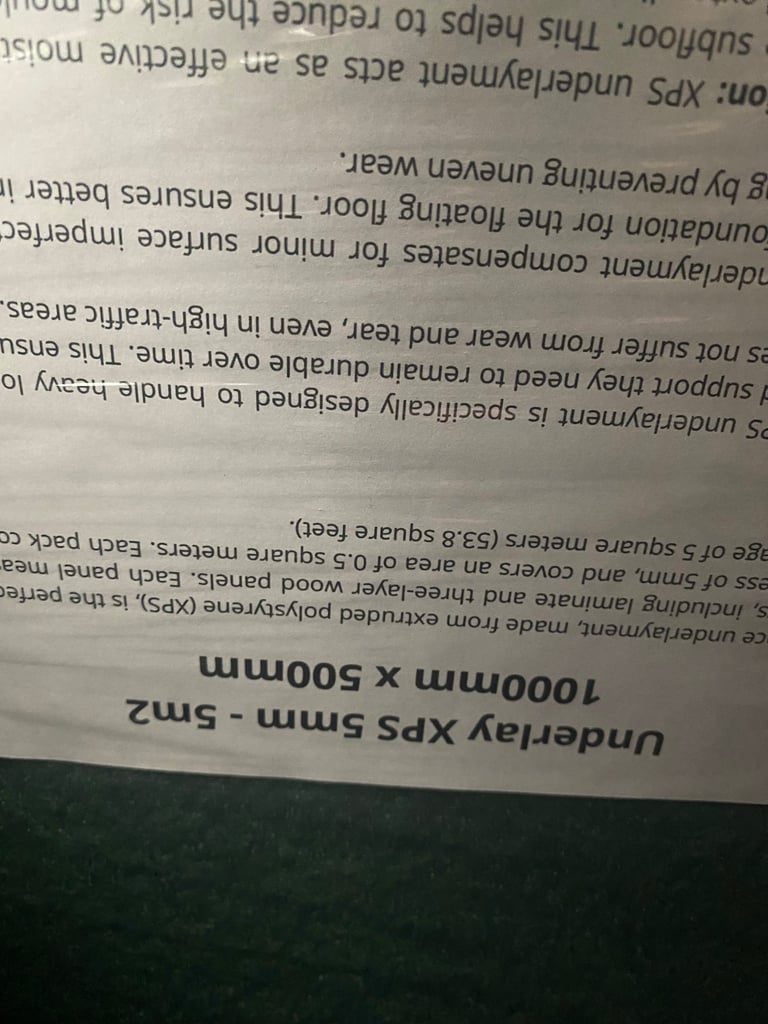 Underlay XPS 5mm - 5m2
1000mm x 500mm
ce underlayment, made from extruded polystyrene (XPS), is the perfec
s, including laminate and three-layer wood panels. Each panel mea
ess of 5mm, and covers an area of 0.5 square meters. Each pack co
age of 5 square meters (53.8 square feet).
PS underlayment is specifically designed to handle heavy lo
d support they need to remain durable over time. This ensu
es not suffer from wear and tear, even in high-traffic areas.
nderlayment compensates for minor surface imperfec
foundation for the floating floor. This ensures better in
g by preventing uneven wear.
ion: XPS underlayment acts as an effective moist
e subfloor. This helps to reduce the risk of moul